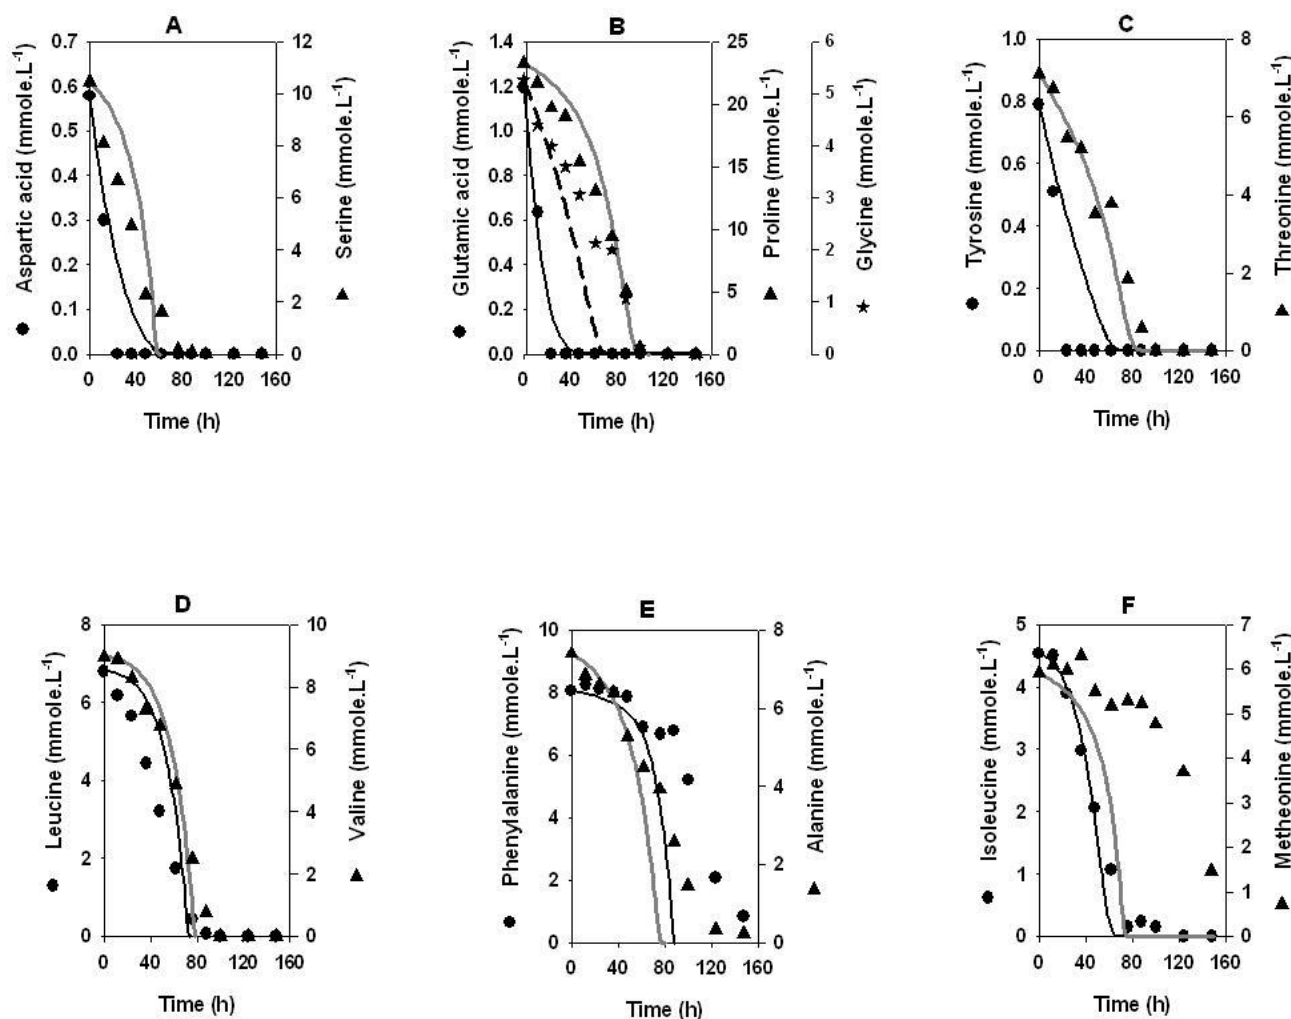 A
Aspartic acid (mmole.L⁻¹)
0.7
0.6
0.5
0.4
0.3
0.2
0.1
0.0
12
10
8
6
4
2
0
Serine (mmole.L⁻¹)
0 40 80 120 160
Time (h)
B
Glutamic acid (mmole.L⁻¹)
1.4
1.2
1.0
0.8
0.6
0.4
0.2
0.0
25
20
15
10
5
0
Proline (mmole.L⁻¹)
6
5
4
3
2
1
0
Glycine (mmole.L⁻¹)
0 40 80 120 160
Time (h)
C
Tyrosine (mmole.L⁻¹)
1.0
0.8
0.6
0.4
0.2
0.0
8
6
4
2
0
Threonine (mmole.L⁻¹)
0 40 80 120 160
Time (h)
D
Leucine (mmole.L⁻¹)
8
6
4
2
0
10
8
6
4
2
0
Valine (mmole.L⁻¹)
0 40 80 120 160
Time (h)
E
Phenylalanine (mmole.L⁻¹)
10
8
6
4
2
0
8
6
4
2
0
Alanine (mmole.L⁻¹)
0 40 80 120 160
Time (h)
F
Isoleucine (mmole.L⁻¹)
5
4
3
2
1
0
7
6
5
4
3
2
1
0
Metheonine (mmole.L⁻¹)
0 40 80 120 160
Time (h)